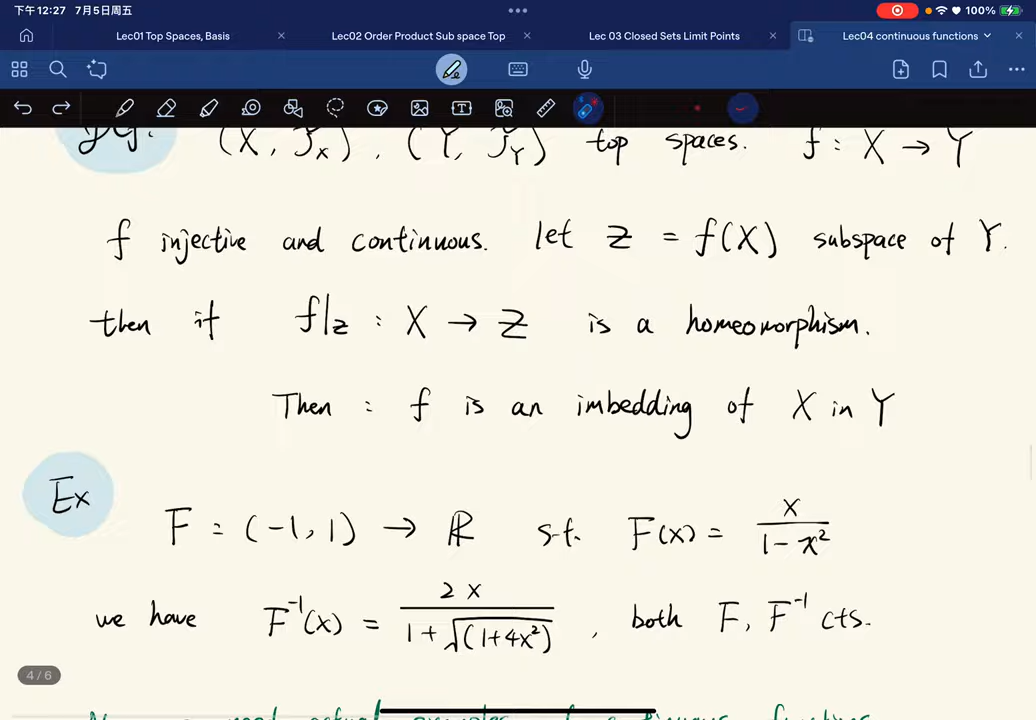 下午12:27 7月5日周五
100%
Lec01 Top Spaces, Basis
Lec02 Order Product Sub space Top
Lec 03 Closed Sets Limit Points
Lec04 continuous functions
(X, 𝒯_X), (Y, 𝒯_Y) top spaces. f : X → Y
f injective and continuous. let Z = f(X) subspace of Y.
then if f|_Z : X → Z is a homeomorphism.
Then : f is an imbedding of X in Y
Ex
F : (-1, 1) → ℝ s.t. F(x) = x / (1 - x²)
we have F⁻¹(x) = 2x / (1 + √(1+4x²)), both F, F⁻¹ cts.
4 / 6